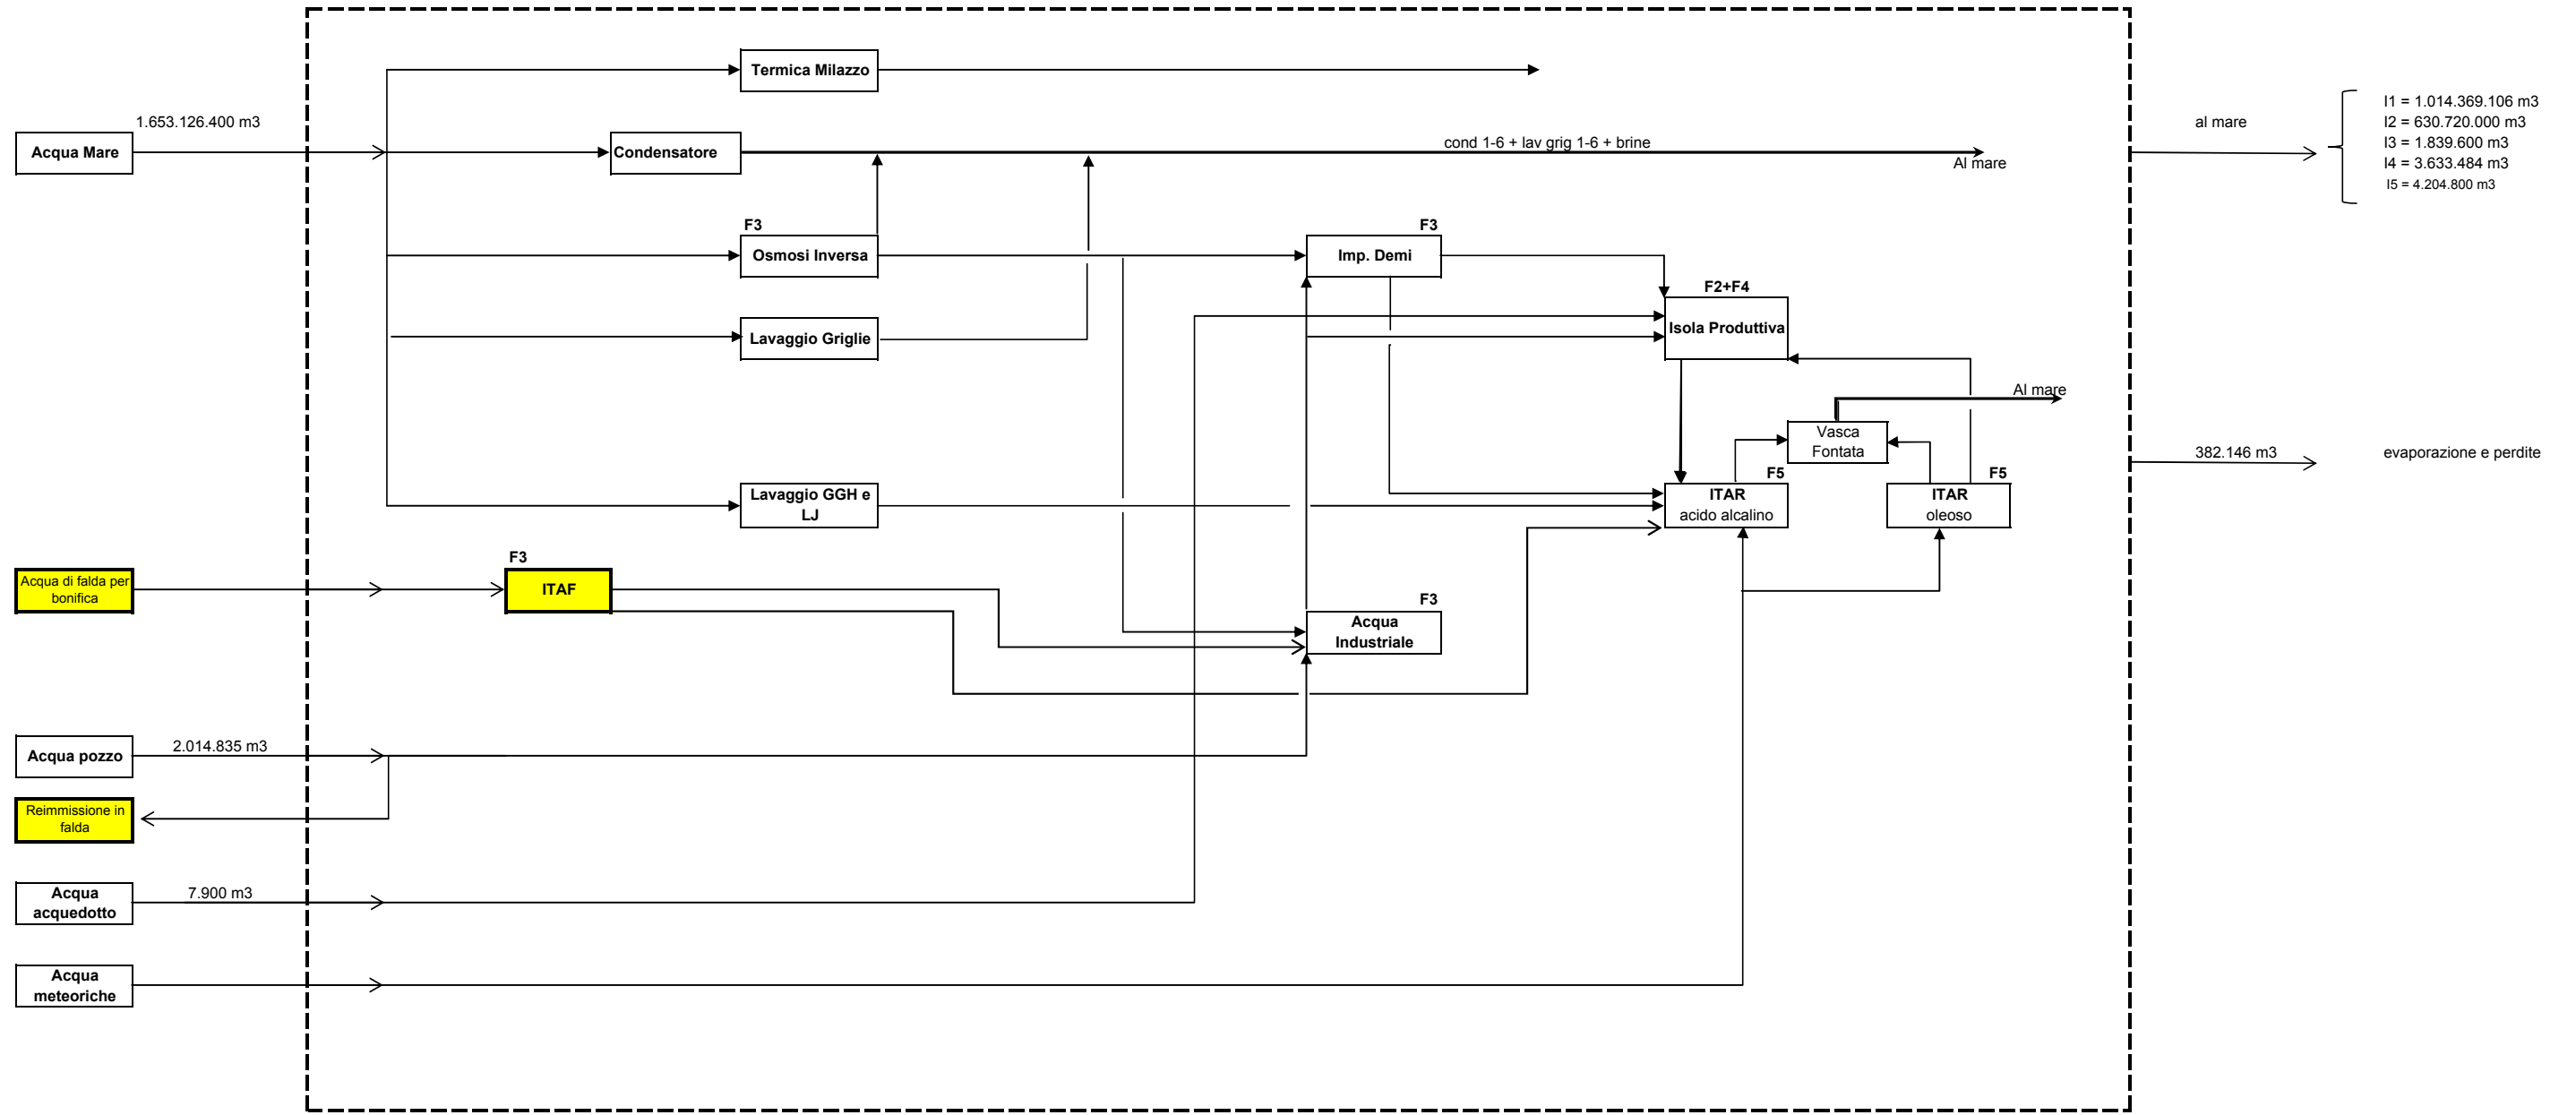 Termica Milazzo
I1 = 1.014.369.106 m3
1.653.126.400 m3
al mare
I2 = 630.720.000 m3
Acqua Mare
Condensatore
cond 1-6 + lav grig 1-6 + brine
I3 = 1.839.600 m3
Al mare
I4 = 3.633.484 m3
I5 = 4.204.800 m3
F3
F3
Osmosi Inversa
Imp. Demi
F2+F4
Lavaggio Griglie
Isola Produttiva
Al mare
Vasca
Fontata
382.146 m3
evaporazione e perdite
F5
F5
Lavaggio GGH e
LJ
ITAR
acido alcalino
ITAR
oleoso
F3
Acqua di falda per
bonifica
ITAF
F3
Acqua
Industriale
2.014.835 m3
Acqua pozzo
Reimmissione in
falda
7.900 m3
Acqua
acquedotto
Acqua
meteoriche